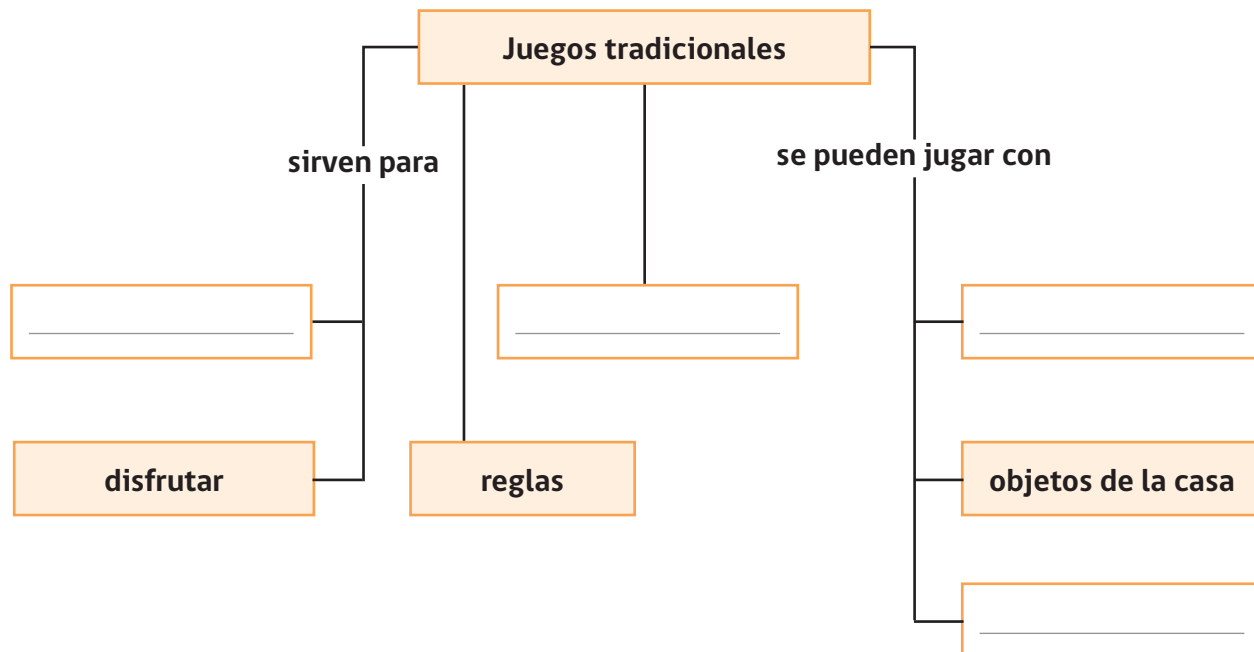 Juegos tradicionales
sirven para
se pueden jugar con
disfrutar
reglas
objetos de la casa